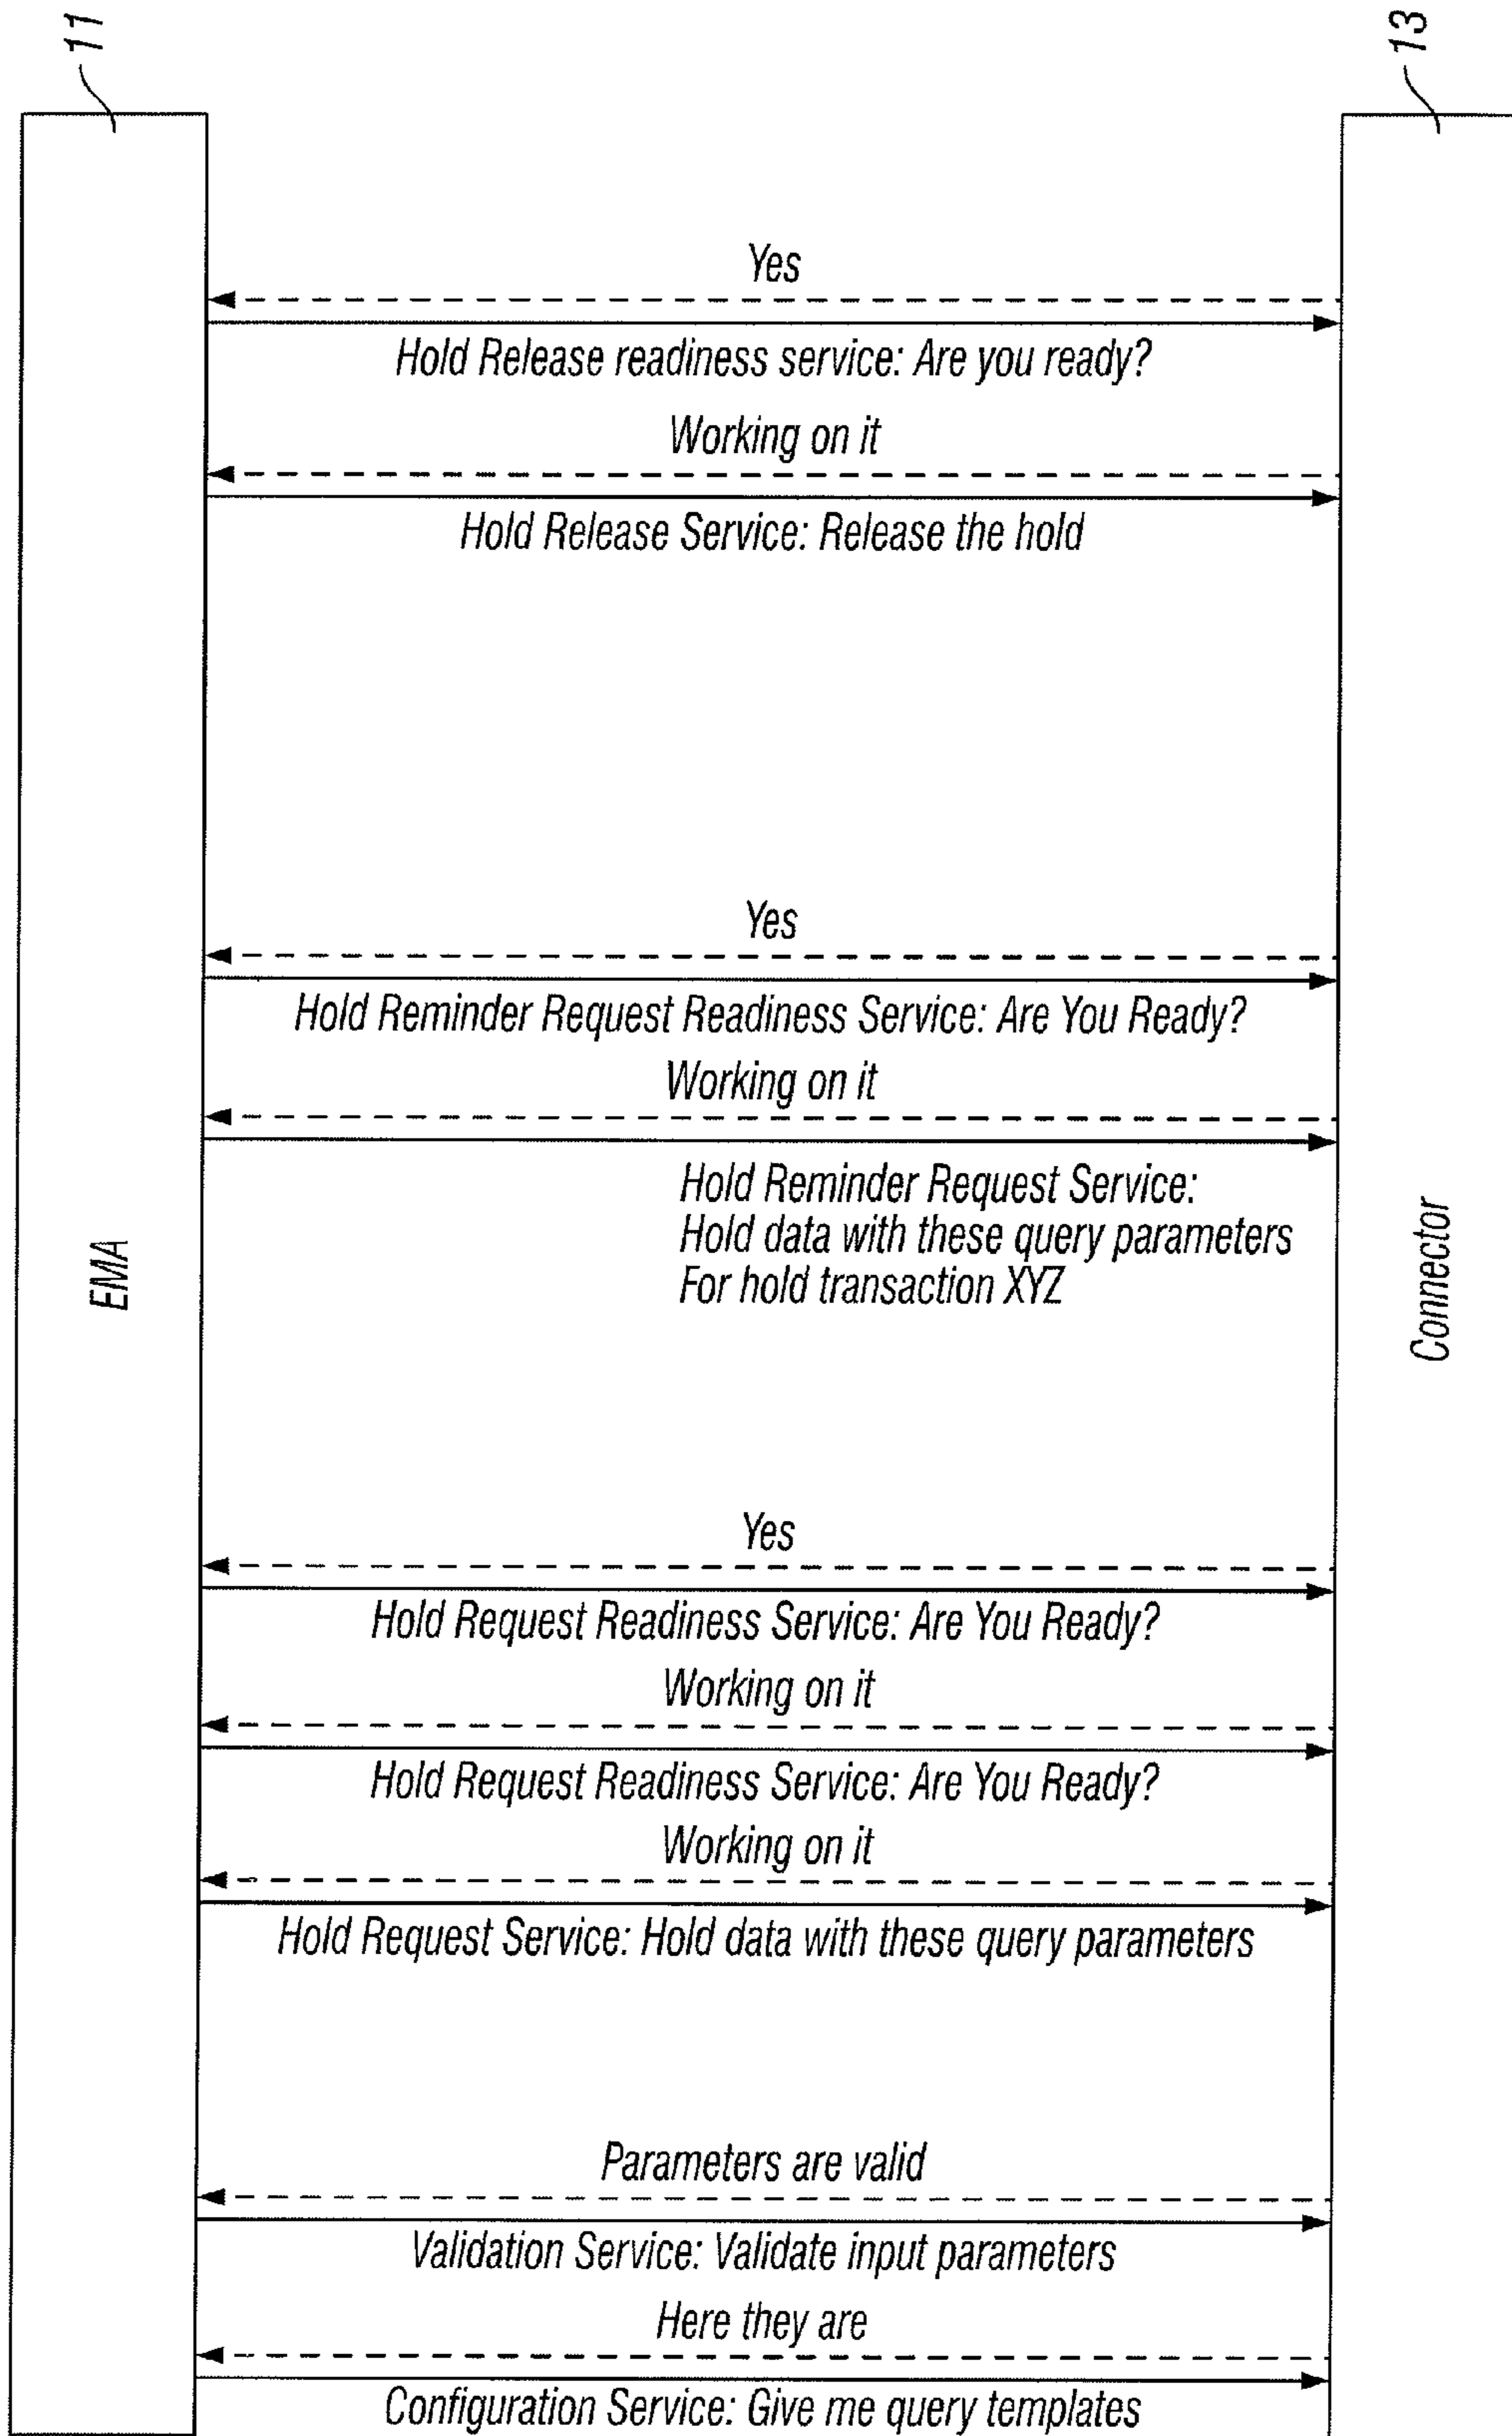 11
13
Yes
Hold Release readiness service: Are you ready?
Working on it
Hold Release Service: Release the hold
Yes
Hold Reminder Request Readiness Service: Are You Ready?
Working on it
Hold Reminder Request Service:
Hold data with these query parameters
For hold transaction XYZ
EMA
Connector
Yes
Hold Request Readiness Service: Are You Ready?
Working on it
Hold Request Readiness Service: Are You Ready?
Working on it
Hold Request Service: Hold data with these query parameters
Parameters are valid
Validation Service: Validate input parameters
Here they are
Configuration Service: Give me query templates